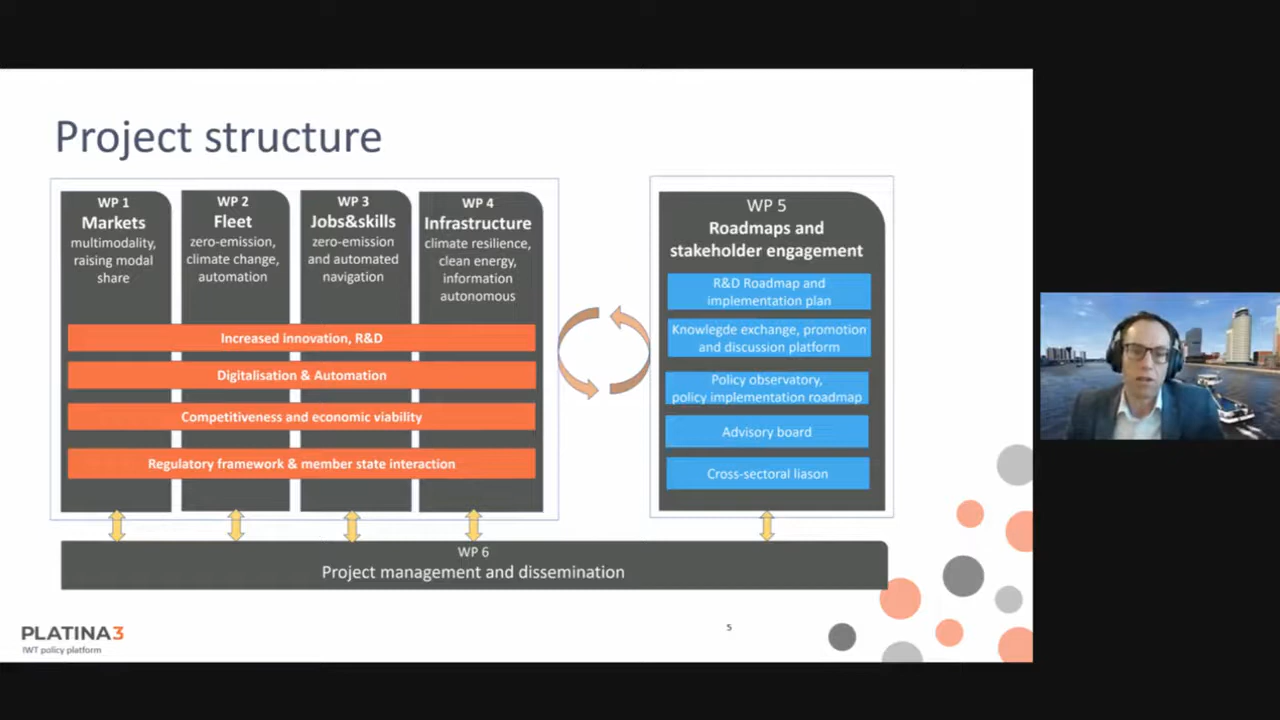 Project structure
WP 1
Markets
multimodality,
raising modal
share
WP 2
Fleet
zero-emission,
climate change,
automation
WP 3
Jobs&skills
zero-emission
and automated
navigation
WP 4
Infrastructure
climate resilience,
clean energy,
information
autonomous
Increased innovation, R&D
Digitalisation & Automation
Competitiveness and economic viability
Regulatory framework & member state interaction
WP 5
Roadmaps and
stakeholder engagement
R&D Roadmap and
implementation plan
Knowlegde exchange, promotion
and discussion platform
Policy observatory,
policy implementation roadmap
Advisory board
Cross-sectoral liason
WP 6
Project management and dissemination
PLATINA3
IWT policy platform
5